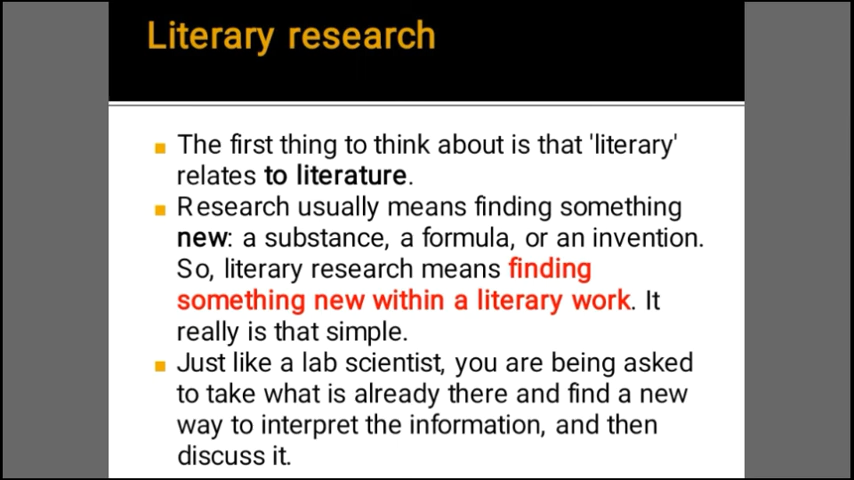 Literary research
The first thing to think about is that 'literary'
relates to literature.
Research usually means finding something
new: a substance, a formula, or an invention.
So, literary research means finding
something new within a literary work. It
really is that simple.
Just like a lab scientist, you are being asked
to take what is already there and find a new
way to interpret the information, and then
discuss it.